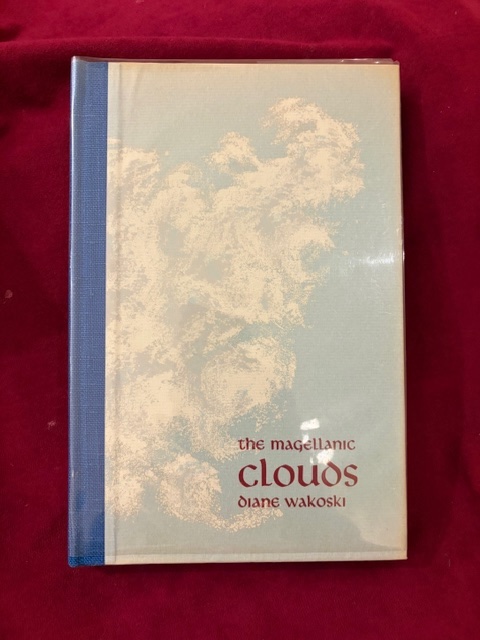 the magellanic
clouds
diane wakoski